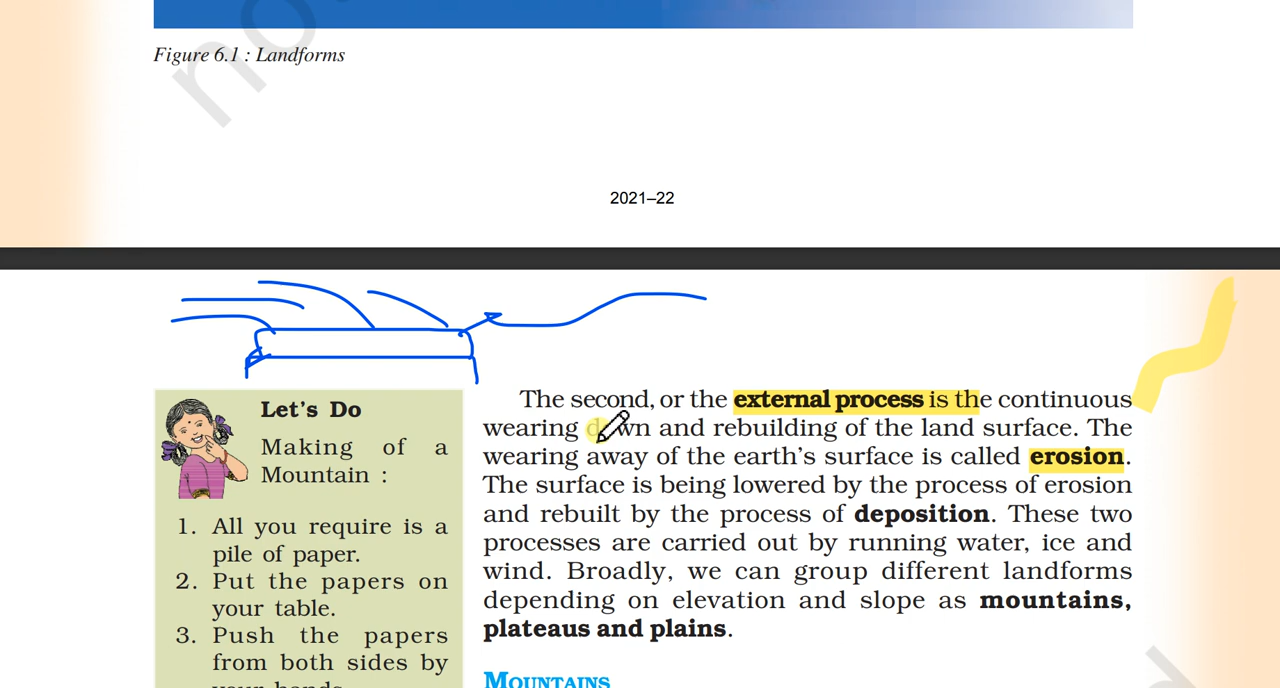 Figure 6.1 : Landforms
2021–22
Let's Do
Making of a
Mountain :
1. All you require is a
pile of paper.
2. Put the papers on
your table.
3. Push the papers
from both sides by
your hands
The second, or the external process is the continuous
wearing down and rebuilding of the land surface. The
wearing away of the earth's surface is called erosion.
The surface is being lowered by the process of erosion
and rebuilt by the process of deposition. These two
processes are carried out by running water, ice and
wind. Broadly, we can group different landforms
depending on elevation and slope as mountains,
plateaus and plains.
MOUNTAINS